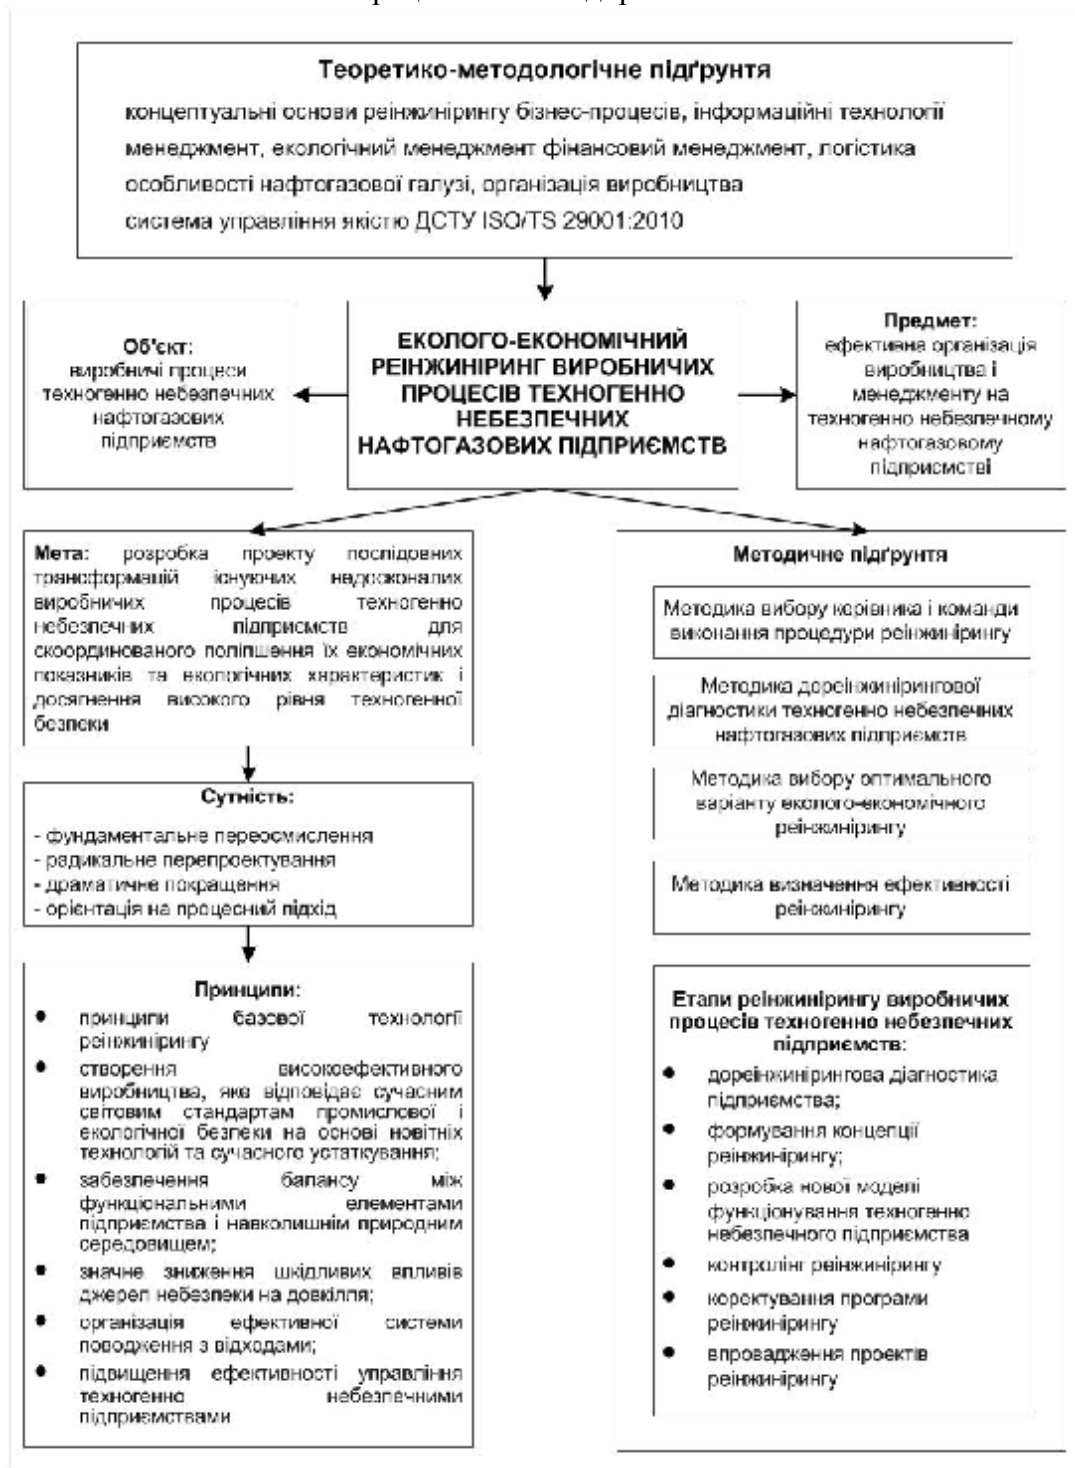 Теоретико-методологічне підґрунтя
концептуальні основи реінжинірингу бізнес-процесів, інформаційні технології
менеджмент, екологічний менеджмент фінансовий менеджмент, логістика
особливості нафтогазової галузі, організація виробництва
система управління якістю ДСТУ ISO/TS 29001:2010
Об'єкт:
виробничі процеси
техногенно небезпечних
нафтогазових
підприємств
ЕКОЛОГО-ЕКОНОМІЧНИЙ
РЕІНЖИНІРИНГ ВИРОБНИЧИХ
ПРОЦЕСІВ ТЕХНОГЕННО
НЕБЕЗПЕЧНИХ
НАФТОГАЗОВИХ ПІДПРИЄМСТВ
Предмет:
ефективна організація
виробництва і
менеджменту на
техногенно небезпечному
нафтогазовому
підприємстві
Мета: розробка проекту послідовних
трансформацій існуючих недосконалих
виробничих процесів техногенно
небезпечних підприємств для
скоординованого поліпшення їх економічних
показників та екологічних характеристик і
досягнення високого рівня техногенної
безпеки
Сутність:
- фундаментальне переосмислення
- радикальне перепроектування
- драматичне покращення
- орієнтація на процесний підхід
Принципи:
● принципи базової технології
реінжинірингу
● створення високоефективного
виробництва, яке відповідає сучасним
світовим стандартам промислової і
екологічної безпеки на основі новітніх
технологій та сучасного устаткування;
● забезпечення балансу між
функціональними елементами
підприємства і навколишнім природним
середовищем;
● значне зниження шкідливих впливів
джерел небезпеки на довкілля;
● організація ефективної системи
поводження з відходами;
● підвищення ефективності управління
техногенно небезпечними
підприємствами
Методичне підґрунтя
Методика вибору керівника і команди
виконання процедури реінжинірингу
Методика дореінжинірингової
діагностики техногенно небезпечних
нафтогазових підприємств
Методика вибору оптимального
варіанту еколого-економічного
реінжинірингу
Методика визначення ефективності
реінжинірингу
Етапи реінжинірингу виробничих
процесів техногенно небезпечних
підприємств:
● дореінжинірингова діагностика
підприємства;
● формування концепції
реінжинірингу;
● розробка нової моделі
функціонування техногенно
небезпечного підприємства
● контролінг реінжинірингу
● коректування програми
реінжинірингу
● впровадження проектів
реінжинірингу